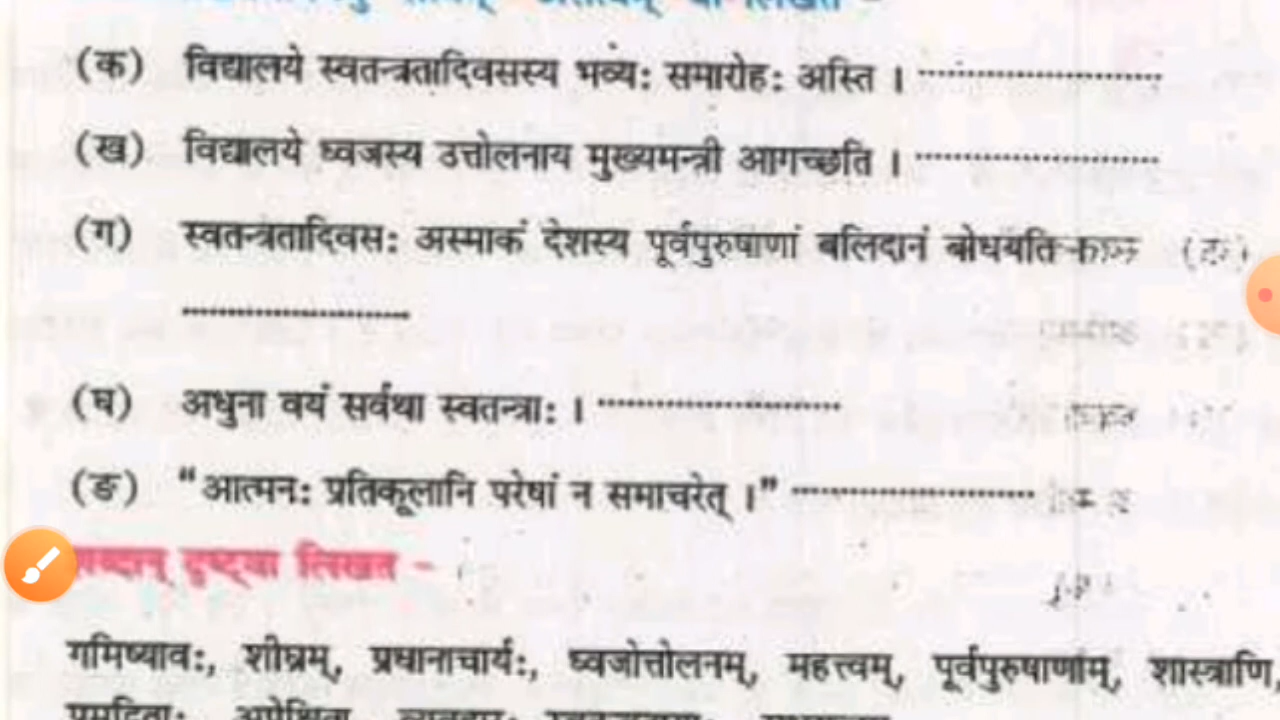 (क) विद्यालये स्वतन्त्रतादिवसस्य भव्यः समारोहः अस्ति । ........................
(ख) विद्यालये ध्वजस्य उत्तोलनाय मुख्यमन्त्री आगच्छति । ........................
(ग) स्वतन्त्रतादिवसः अस्माकं देशस्य पूर्वपुरुषाणां बलिदानं बोधयति
........................
(घ) अधुना वयं सर्वथा स्वतन्त्राः । ........................
(ङ) “आत्मनः प्रतिकूलानि परेषां न समाचरेत् ।” ........................
दृष्ट्वा लिखत -
गमिष्यावः, शीघ्रम्, प्रधानाचार्यः, ध्वजोत्तोलनम्, महत्त्वम्, पूर्वपुरुषाणाम्, शास्त्राणि,